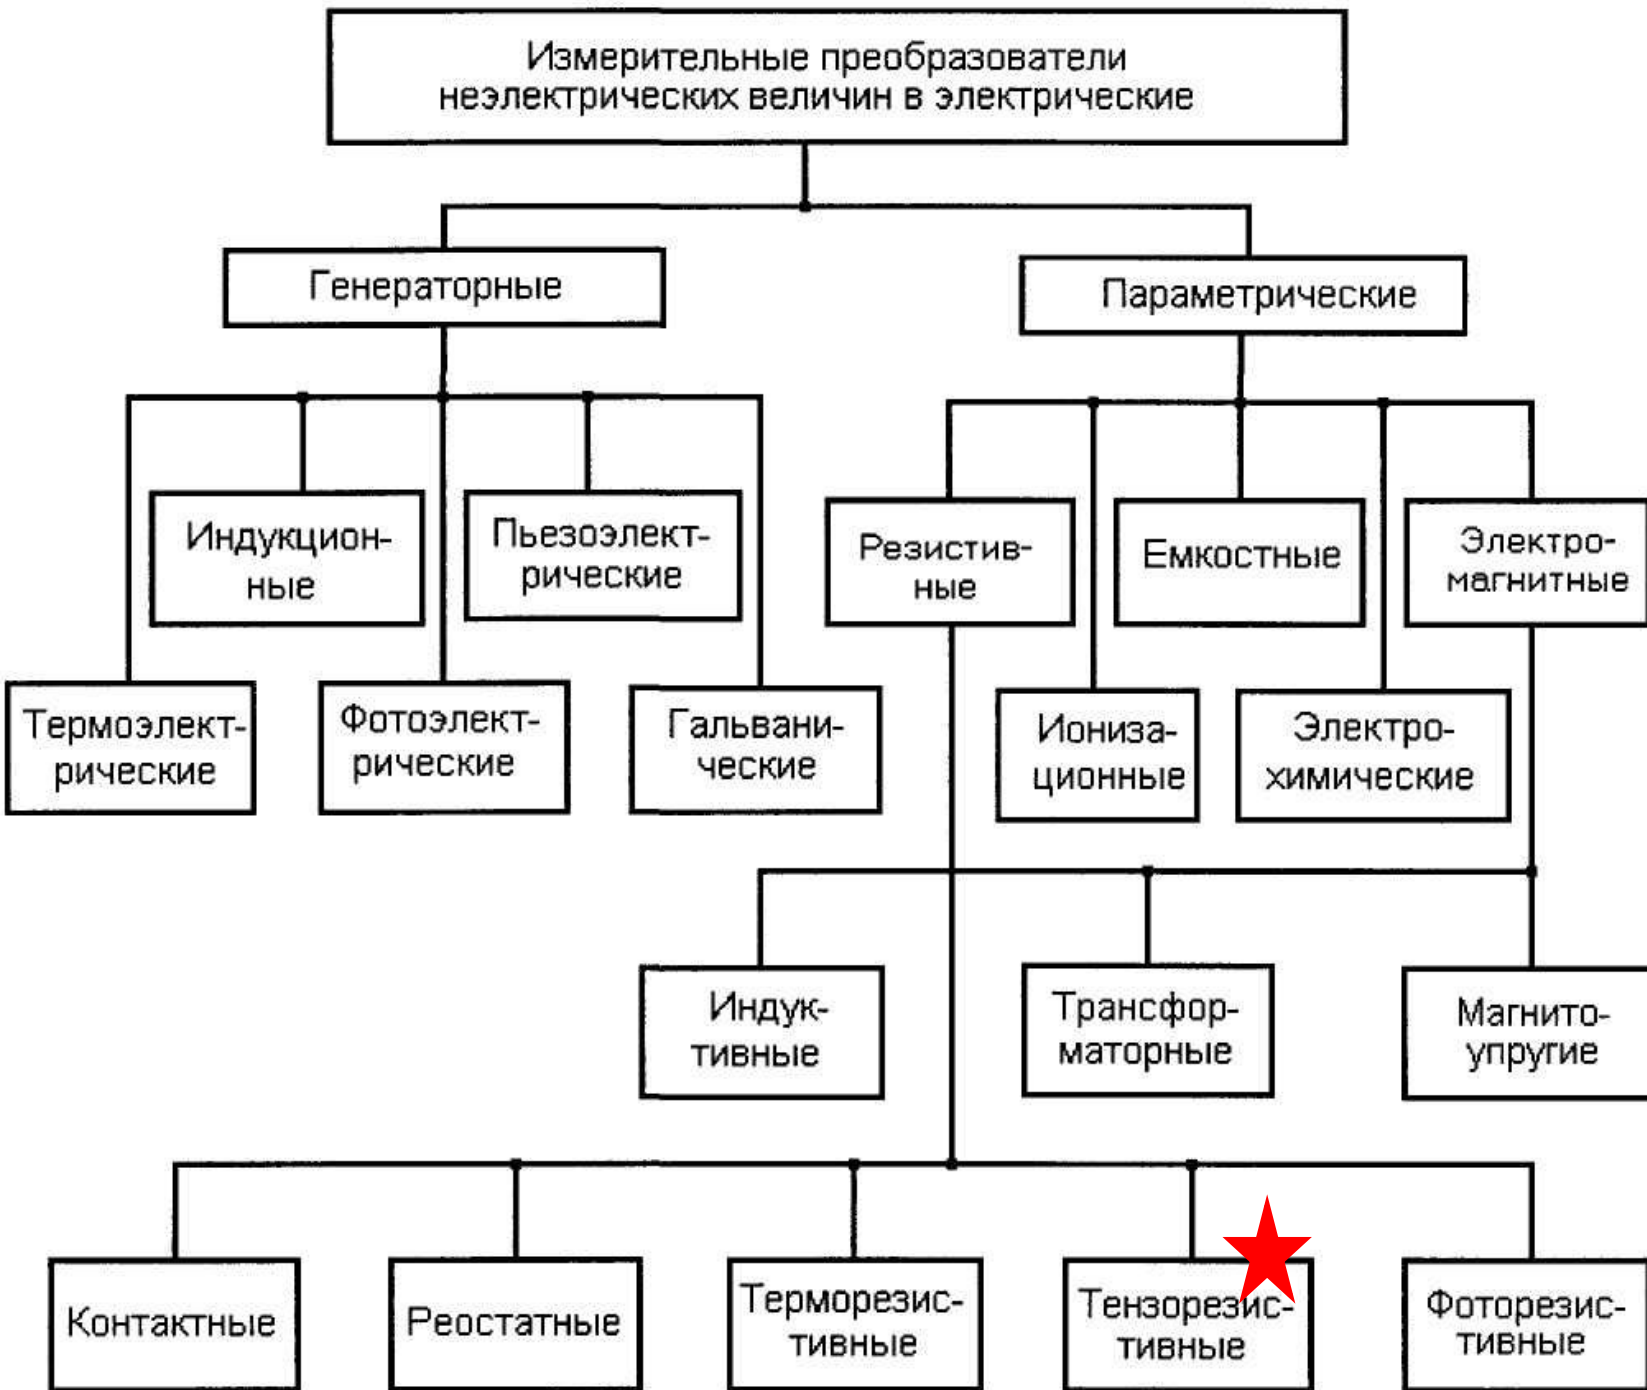 Измерительные преобразователи
неэлектрических величин в электрические
Генераторные
Параметрические
Индукцион-
ные
Пьезоэлект-
рические
Резистив-
ные
Емкостные
Электро-
магнитные
Термоэлект-
рические
Фотоэлект-
рические
Гальвани-
ческие
Иониза-
ционные
Электро-
химические
Индук-
тивные
Трансфор-
маторные
Магнито-
упругие
Контактные
Реостатные
Терморезис-
тивные
Тензорезис-
тивные
Фоторезис-
тивные